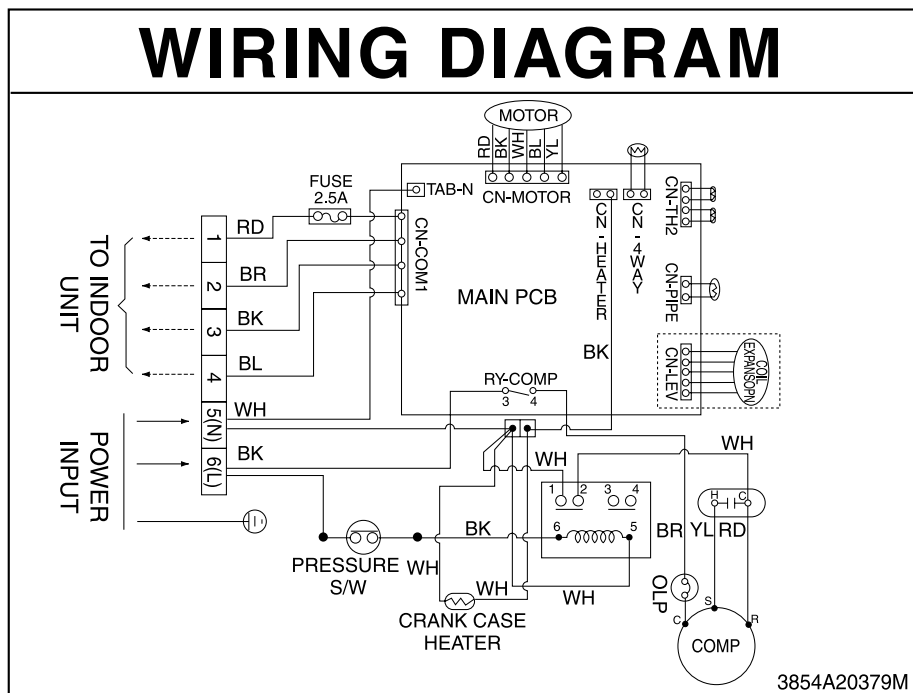 WIRING DIAGRAM
MOTOR
RD
BK
WH
BL
YL
CN-MOTOR
FUSE
2.5A
TAB-N
CN-COM1
CN-HEATER
CN-4WAY
CN-TH2
CN-PIPE
CN-LEV
COIL
EXPANSOPN
MAIN PCB
TO INDOOR
UNIT
1
RD
2
BR
3
BK
4
BL
5(N)
WH
6(L)
BK
POWER
INPUT
RY-COMP
3 4
BK
WH
WH
1 2 3 4
6 5
BK
PRESSURE
S/W
WH
WH
WH
CRANK CASE
HEATER
BR YL RD
H C
OLP
C S R
COMP
3854A20379M